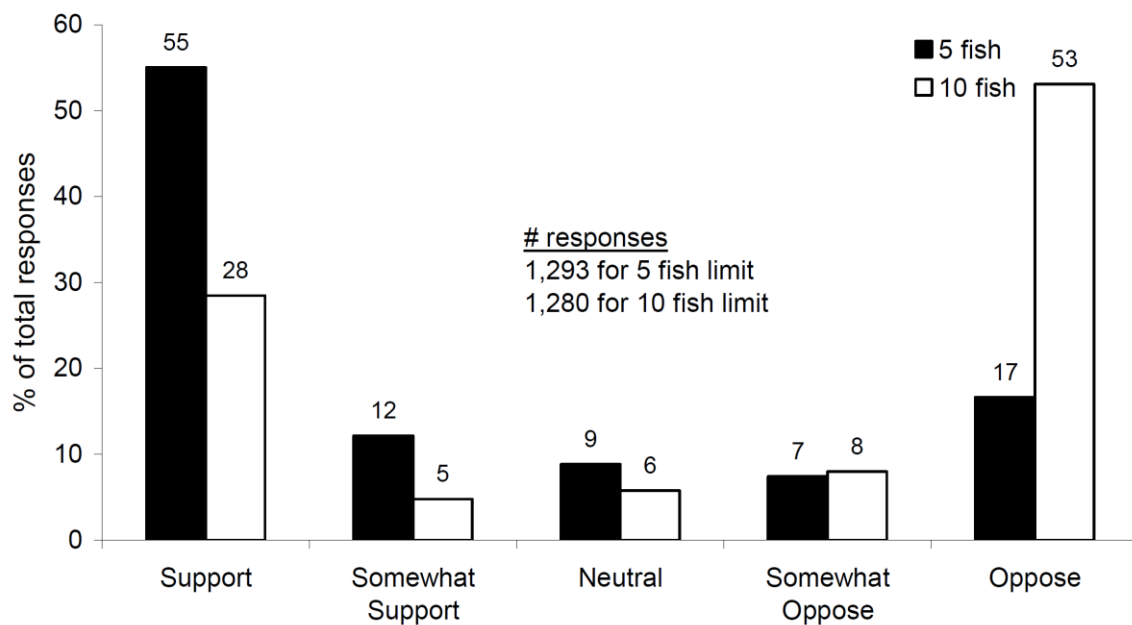 % of total responses
60
50
40
30
20
10
0
55
28
12
5
9
6
7
8
17
53
5 fish
10 fish
# responses
1,293 for 5 fish limit
1,280 for 10 fish limit
Support
Somewhat
Support
Neutral
Somewhat
Oppose
Oppose